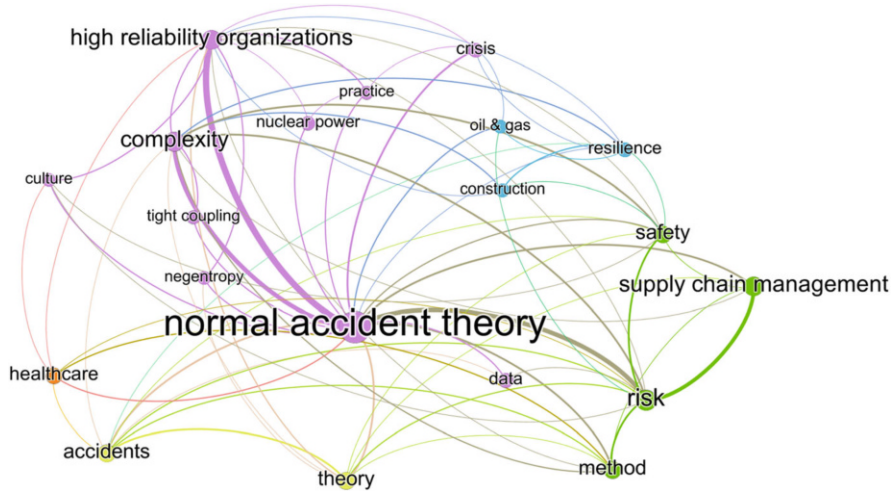 high reliability organizations
crisis
practice
nuclear power
oil & gas
complexity
resilience
culture
construction
tight coupling
safety
negentropy
supply chain management
normal accident theory
healthcare
data
risk
accidents
theory
method